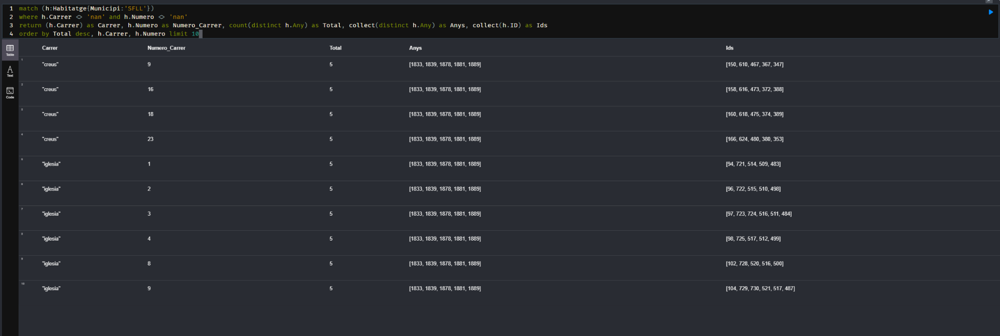 1 match (h:Habitatge{Municipi:'SFLL'})
2 where h.Carrer <> 'nan' and h.Numero <> 'nan'
3 return (h.Carrer) as Carrer, h.Numero as Numero_Carrer, count(distinct h.Any) as Total, collect(distinct h.Any) as Anys, collect(h.ID) as Ids
4 order by Total desc, h.Carrer, h.Numero limit 10
Table
Text
Code
Carrer Numero_Carrer Total Anys Ids
1 "creus" 9 5 [1833, 1839, 1878, 1881, 1889] [150, 610, 467, 367, 347]
2 "creus" 16 5 [1833, 1839, 1878, 1881, 1889] [158, 616, 473, 372, 388]
3 "creus" 18 5 [1833, 1839, 1878, 1881, 1889] [160, 618, 475, 374, 389]
4 "creus" 23 5 [1833, 1839, 1878, 1881, 1889] [166, 624, 480, 380, 353]
5 "iglesia" 1 5 [1833, 1839, 1878, 1881, 1889] [94, 721, 514, 509, 483]
6 "iglesia" 2 5 [1833, 1839, 1878, 1881, 1889] [96, 722, 515, 510, 498]
7 "iglesia" 3 5 [1833, 1839, 1878, 1881, 1889] [97, 723, 724, 516, 511, 484]
8 "iglesia" 4 5 [1833, 1839, 1878, 1881, 1889] [98, 725, 517, 512, 499]
9 "iglesia" 8 5 [1833, 1839, 1878, 1881, 1889] [102, 728, 520, 516, 500]
10 "iglesia" 9 5 [1833, 1839, 1878, 1881, 1889] [104, 729, 730, 521, 517, 487]